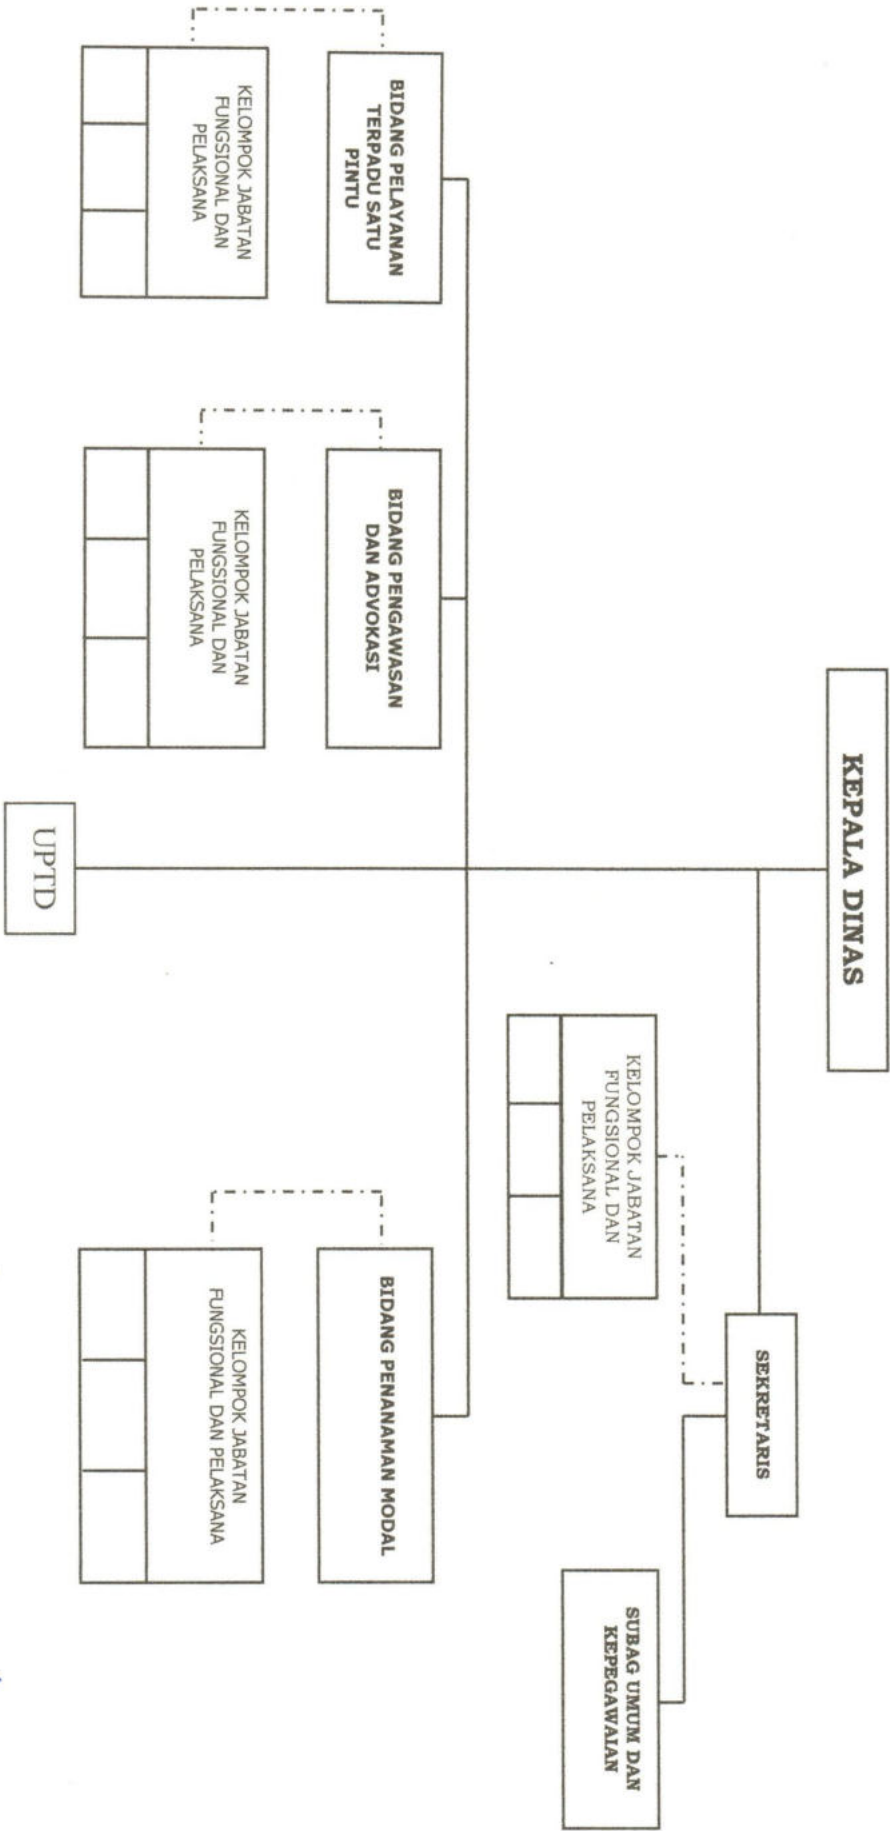 KEPALA DINAS
SEKRETARIS
KELOMPOK JABATAN
FUNGSIONAL DAN
PELAKSANA
SUBAG UMUM DAN
KEPEGAWAIAN
BIDANG PELAYANAN
TERPADU SATU
PINTU
BIDANG PENGAWASAN
DAN ADVOKASI
BIDANG PENANAMAN MODAL
KELOMPOK JABATAN
FUNGSIONAL DAN
PELAKSANA
KELOMPOK JABATAN
FUNGSIONAL DAN
PELAKSANA
KELOMPOK JABATAN
FUNGSIONAL DAN PELAKSANA
UPTD